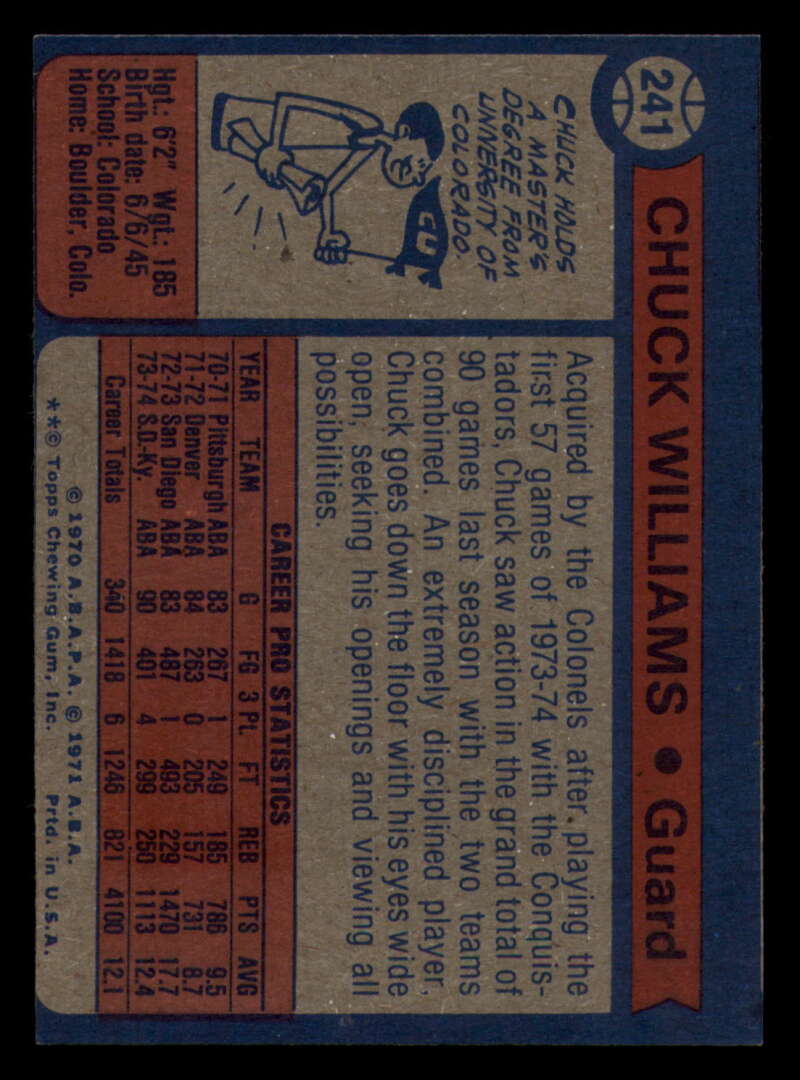 241
CHUCK WILLIAMS • Guard
CHUCK HOLDS
A MASTER'S
DEGREE FROM
UNIVERSITY OF
COLORADO.
CU
Hgt.: 6'2" Wgt.: 185
Birth date: 6/6/45
School: Colorado
Home: Boulder, Colo.
Acquired by the Colonels after playing the
first 57 games of 1973-74 with the Conquis-
tadors, Chuck saw action in the grand total of
90 games last season with the two teams
combined. An extremely disciplined player,
Chuck goes down the floor with his eyes wide
open, seeking his openings and viewing all
possibilities.
CAREER PRO STATISTICS
YEAR TEAM G FG 3 PL FT REB PTS AVG
70-71 Pittsburgh ABA 83 267 1 249 185 786 9.5
71-72 Denver ABA 84 263 0 205 157 731 8.7
72-73 San Diego ABA 83 487 1 493 229 1470 17.7
73-74 S.D.-Ky. ABA 90 401 4 299 250 1113 12.4
Career Totals 340 1418 6 1246 821 4100 12.1
© 1970 A.B.A.P.A. © 1971 A.B.A.
**© Topps Chewing Gum, Inc. Prtd. in U.S.A.